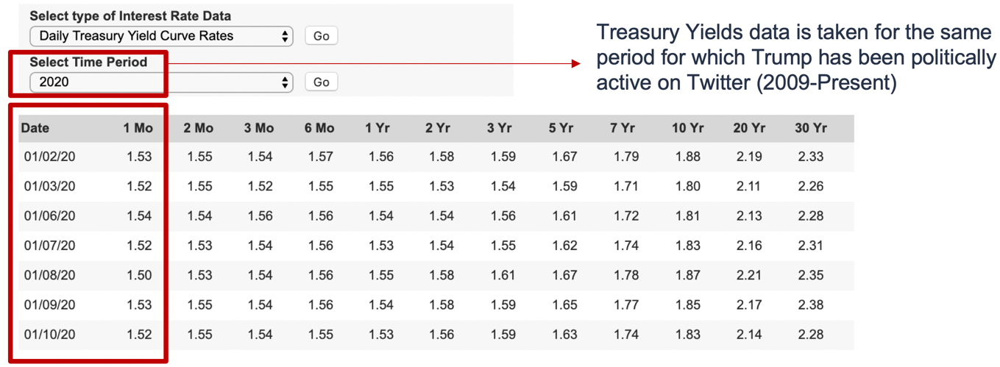 Select type of Interest Rate Data
Daily Treasury Yield Curve Rates Go
Select Time Period
2020 Go
Treasury Yields data is taken for the same
period for which Trump has been politically
active on Twitter (2009-Present)
Date 1 Mo 2 Mo 3 Mo 6 Mo 1 Yr 2 Yr 3 Yr 5 Yr 7 Yr 10 Yr 20 Yr 30 Yr
01/02/20 1.53 1.55 1.54 1.57 1.56 1.58 1.59 1.67 1.79 1.88 2.19 2.33
01/03/20 1.52 1.55 1.52 1.55 1.55 1.53 1.54 1.59 1.71 1.80 2.11 2.26
01/06/20 1.54 1.54 1.56 1.56 1.54 1.54 1.56 1.61 1.72 1.81 2.13 2.28
01/07/20 1.52 1.53 1.54 1.56 1.53 1.54 1.55 1.62 1.74 1.83 2.16 2.31
01/08/20 1.50 1.53 1.54 1.56 1.55 1.58 1.61 1.67 1.78 1.87 2.21 2.35
01/09/20 1.53 1.55 1.54 1.56 1.54 1.58 1.59 1.65 1.77 1.85 2.17 2.38
01/10/20 1.52 1.55 1.54 1.55 1.53 1.56 1.59 1.63 1.74 1.83 2.14 2.28